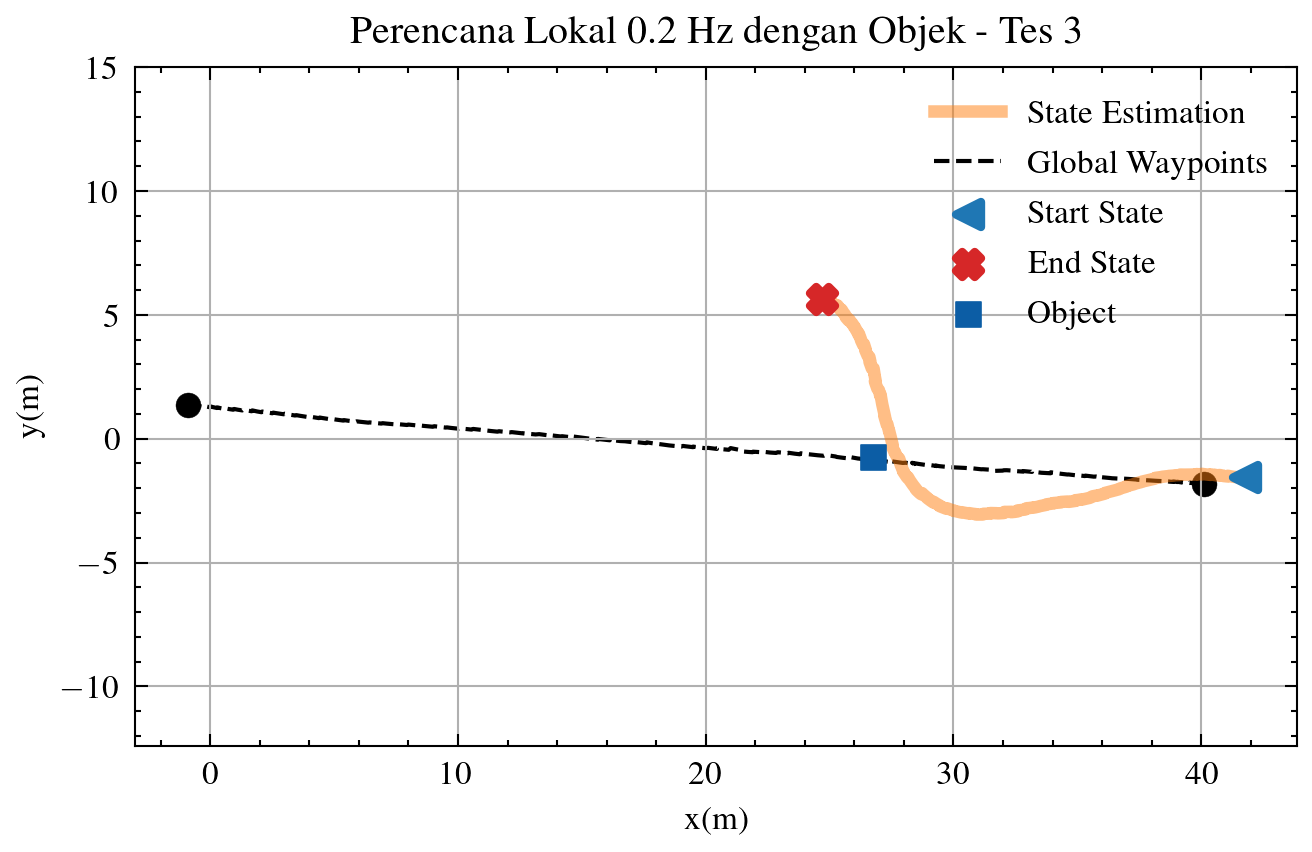 Perencana Lokal 0.2 Hz dengan Objek - Tes 3
15
10
5
0
−5
−10
y(m)
State Estimation
Global Waypoints
Start State
End State
Object
0 10 20 30 40
x(m)